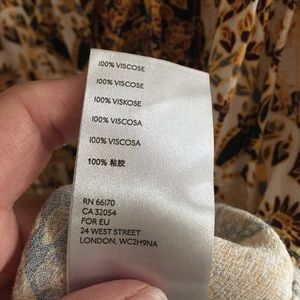 100% VISCOSE
100% VISCOSE
100% VISKOSE
100% VISCOSA
100% VISCOSA
100% 粘胶
RN 66170
CA 32054
FOR EU
24 WEST STREET
LONDON, WC2H9NA